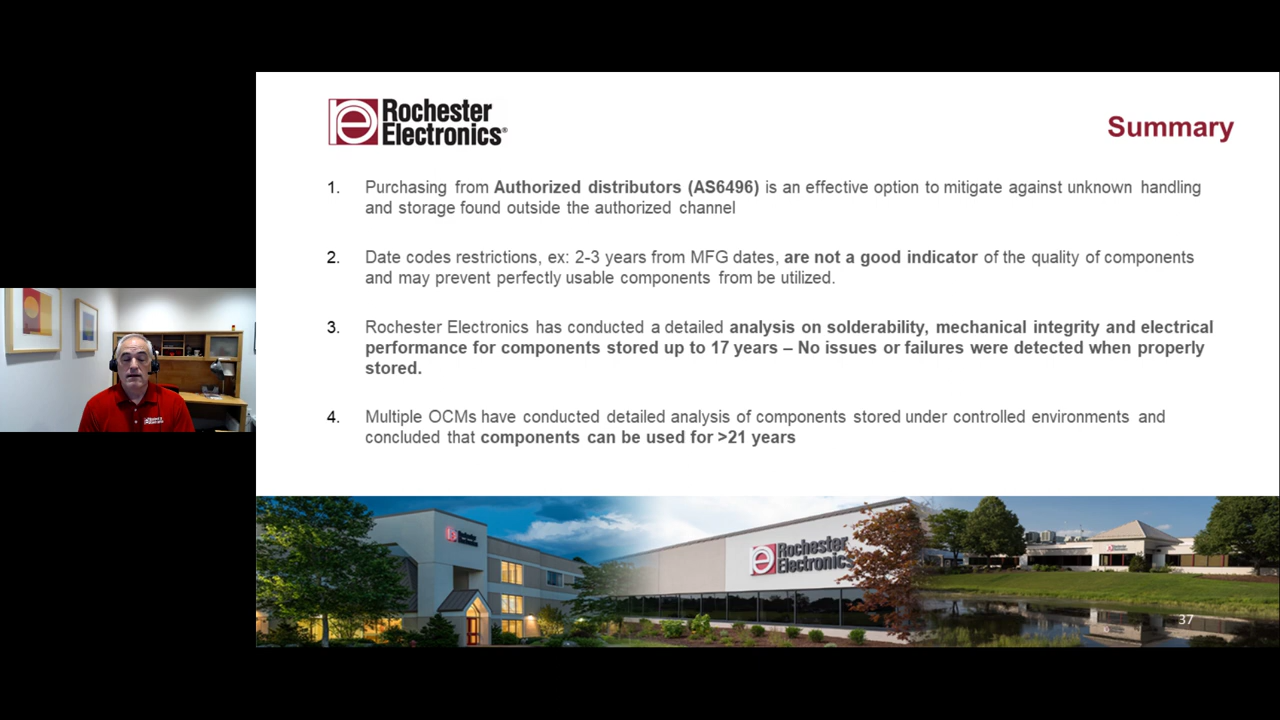 Rochester
Electronics®
Summary
1. Purchasing from Authorized distributors (AS6496) is an effective option to mitigate against unknown handling
and storage found outside the authorized channel
2. Date codes restrictions, ex: 2-3 years from MFG dates, are not a good indicator of the quality of components
and may prevent perfectly usable components from be utilized.
3. Rochester Electronics has conducted a detailed analysis on solderability, mechanical integrity and electrical
performance for components stored up to 17 years – No issues or failures were detected when properly
stored.
4. Multiple OCMs have conducted detailed analysis of components stored under controlled environments and
concluded that components can be used for >21 years
Rochester
Electronics
37